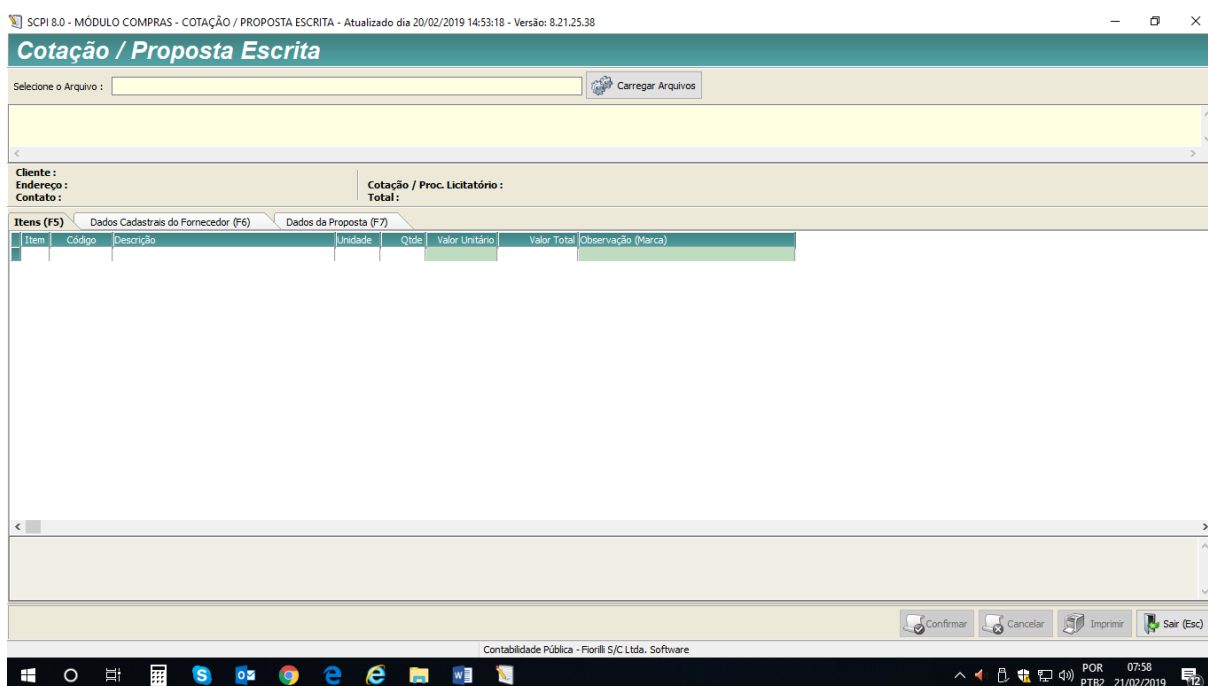 SCPI 8.0 - MÓDULO COMPRAS - COTAÇÃO / PROPOSTA ESCRITA - Atualizado dia 20/02/2019 14:53:18 - Versão: 8.21.25.38
Cotação / Proposta Escrita
Selecione o Arquivo :
Carregar Arquivos
Cliente :
Endereço :
Cotação / Proc. Licitatório :
Contato :
Total :
Itens (F5)
Dados Cadastrais do Fornecedor (F6)
Dados da Proposta (F7)
Item Código Descrição Unidade Qtde Valor Unitário Valor Total Observação (Marca)
Confirmar
Cancelar
Imprimir
Sair (Esc)
Contabilidade Pública - Fiorilli S/C Ltda. Software
POR 07:58
PTB2 21/02/2019
12